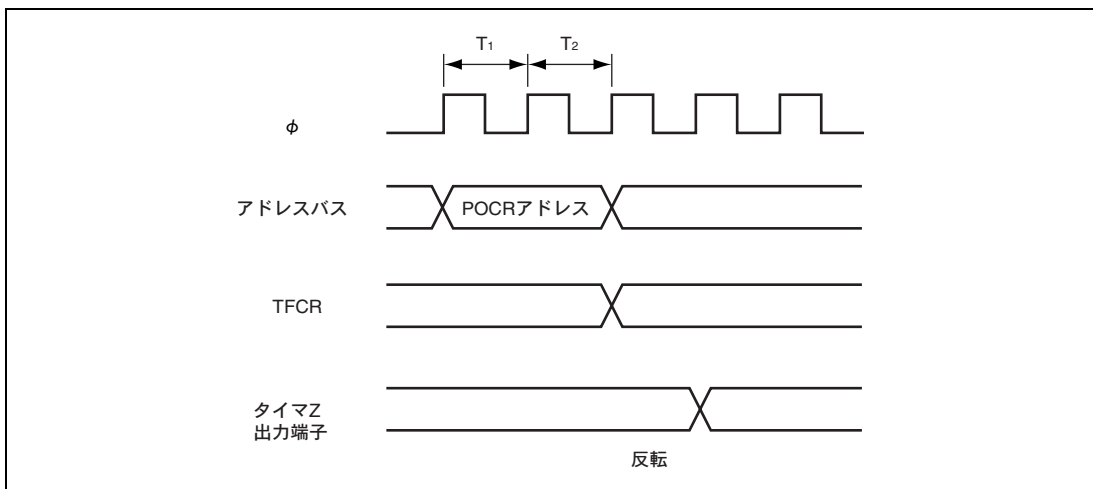 T₁ T₂
φ
アドレスバス POCRアドレス
TFCR
タイマZ
出力端子
反転